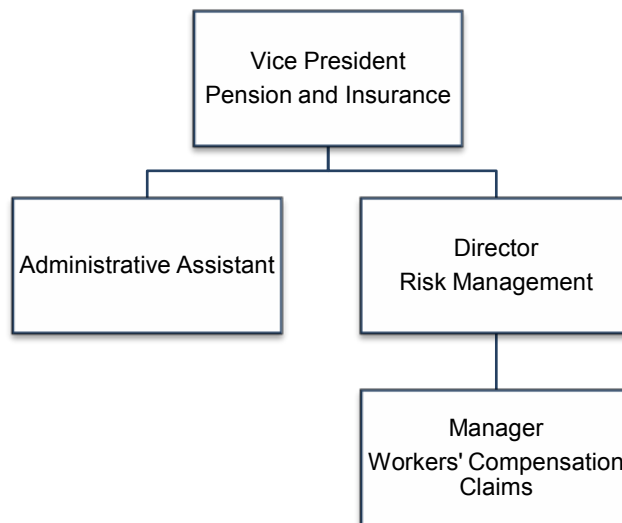 Vice President
Pension and Insurance
Administrative Assistant
Director
Risk Management
Manager
Workers' Compensation
Claims